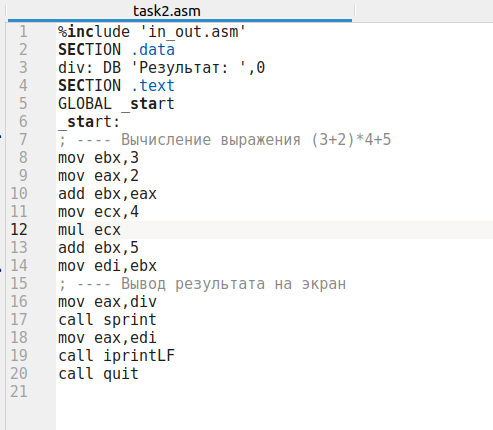 task2.asm
1 %include 'in_out.asm'
2 SECTION .data
3 div: DB 'Результат: ',0
4 SECTION .text
5 GLOBAL _start
6 _start:
7 ; ---- Вычисление выражения (3+2)*4+5
8 mov ebx,3
9 mov eax,2
10 add ebx,eax
11 mov ecx,4
12 mul ecx
13 add ebx,5
14 mov edi,ebx
15 ; ---- Вывод результата на экран
16 mov eax,div
17 call sprint
18 mov eax,edi
19 call iprintLF
20 call quit
21